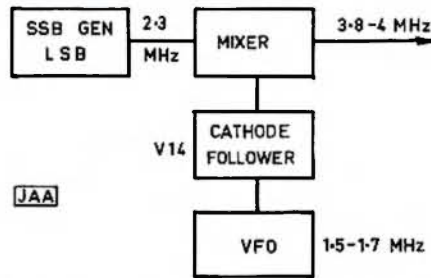 SSB GEN
LSB
2·3
MHz
MIXER
3·8-4 MHz
V14
CATHODE
FOLLOWER
JAA
VFO
1·5-1·7 MHz